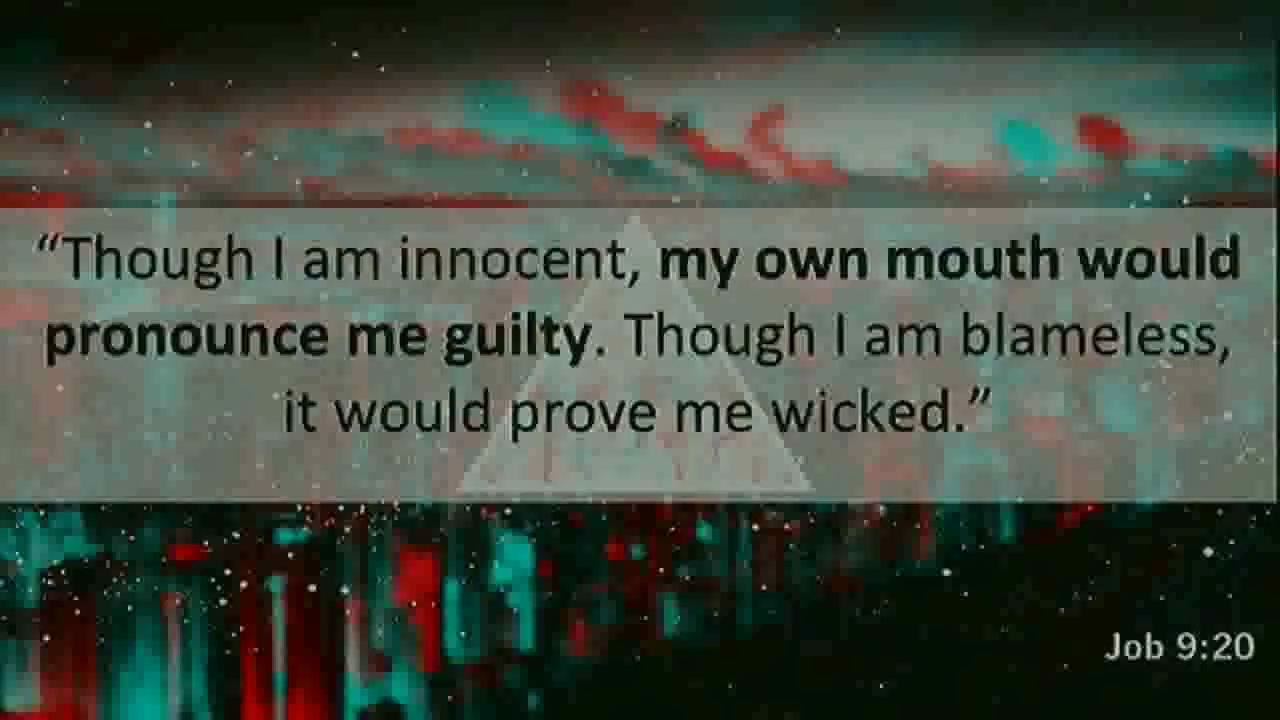 “Though I am innocent, my own mouth would
pronounce me guilty. Though I am blameless,
it would prove me wicked.”
Job 9:20